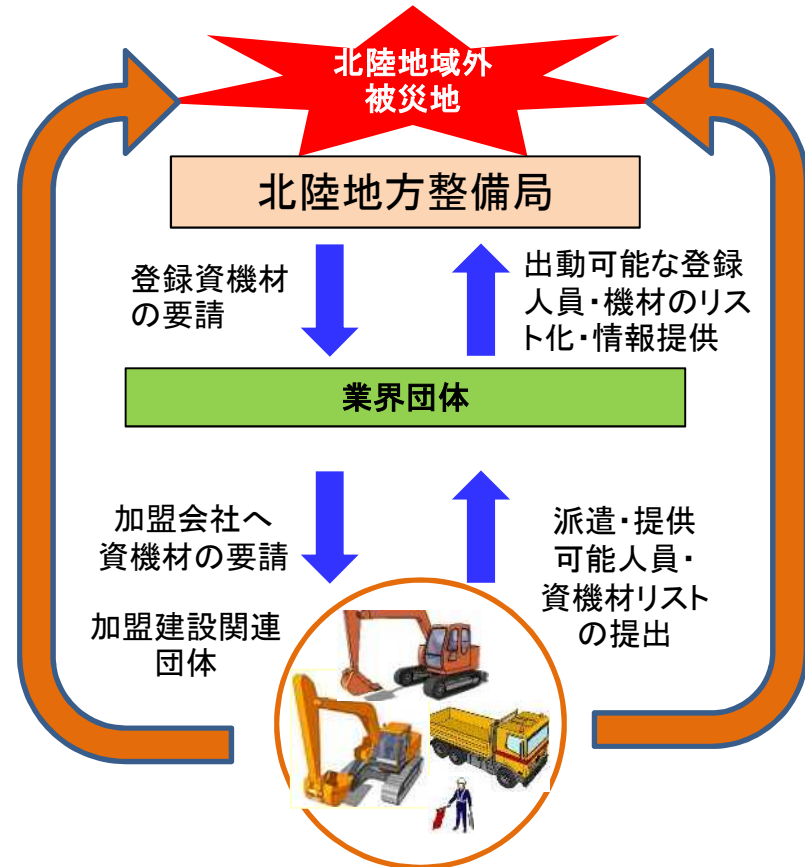 北陸地域外
被災地
北陸地方整備局
登録資機材
の要請
出動可能な登録
人員・機材のリス
ト化・情報提供
業界団体
加盟会社へ
資機材の要請
派遣・提供
可能人員・
資機材リスト
の提出
加盟建設関連
団体